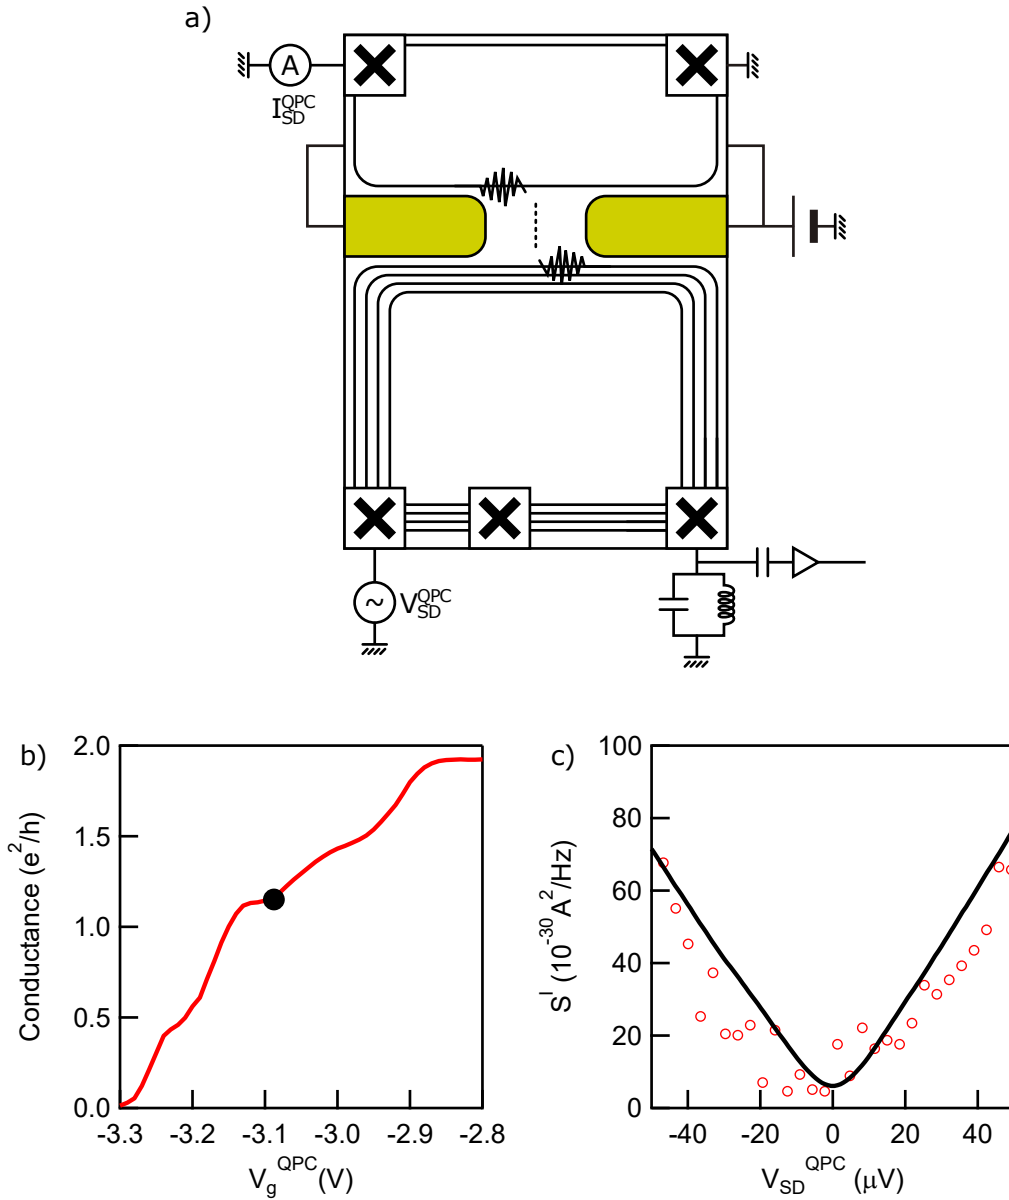 a)
A
I_SD^QPC
~
V_SD^QPC
b)
Conductance (e²/h)
2.0
1.5
1.0
0.5
0.0
-3.3 -3.2 -3.1 -3.0 -2.9 -2.8
V_g^QPC(V)
c)
S^I (10^-30 A²/Hz)
100
80
60
40
20
0
-40 -20 0 20 40
V_SD^QPC (μV)